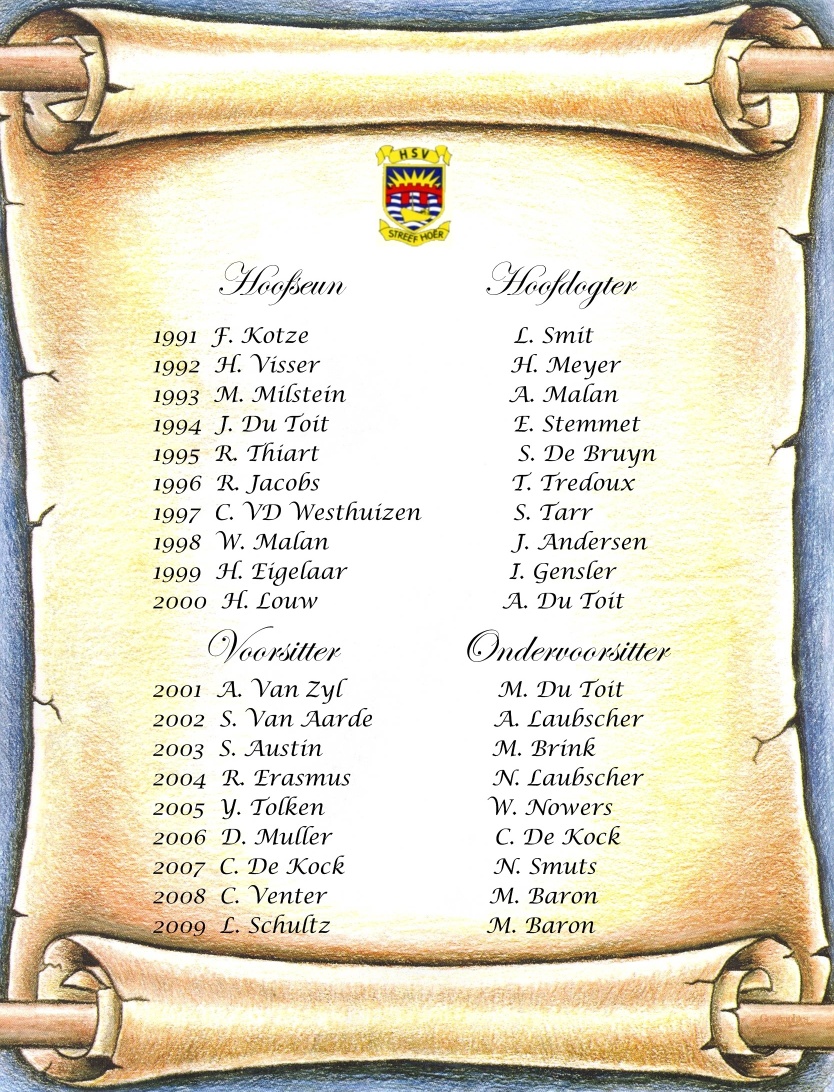 HSV
STREEF HOËR
Hoofseun Hoofdogter
1991 F. Kotze L. Smit
1992 H. Visser H. Meyer
1993 M. Milstein A. Malan
1994 J. Du Toit E. Stemmet
1995 R. Thiart S. De Bruyn
1996 R. Jacobs T. Tredoux
1997 C. VD Westhuizen S. Tarr
1998 W. Malan J. Andersen
1999 H. Eigelaar I. Gensler
2000 H. Louw A. Du Toit
Voorsitter Ondervoorsitter
2001 A. Van Zyl M. Du Toit
2002 S. Van Aarde A. Laubscher
2003 S. Austin M. Brink
2004 R. Erasmus N. Laubscher
2005 Y. Tolken W. Nowers
2006 D. Muller C. De Kock
2007 C. De Kock N. Smuts
2008 C. Venter M. Baron
2009 L. Schultz M. Baron